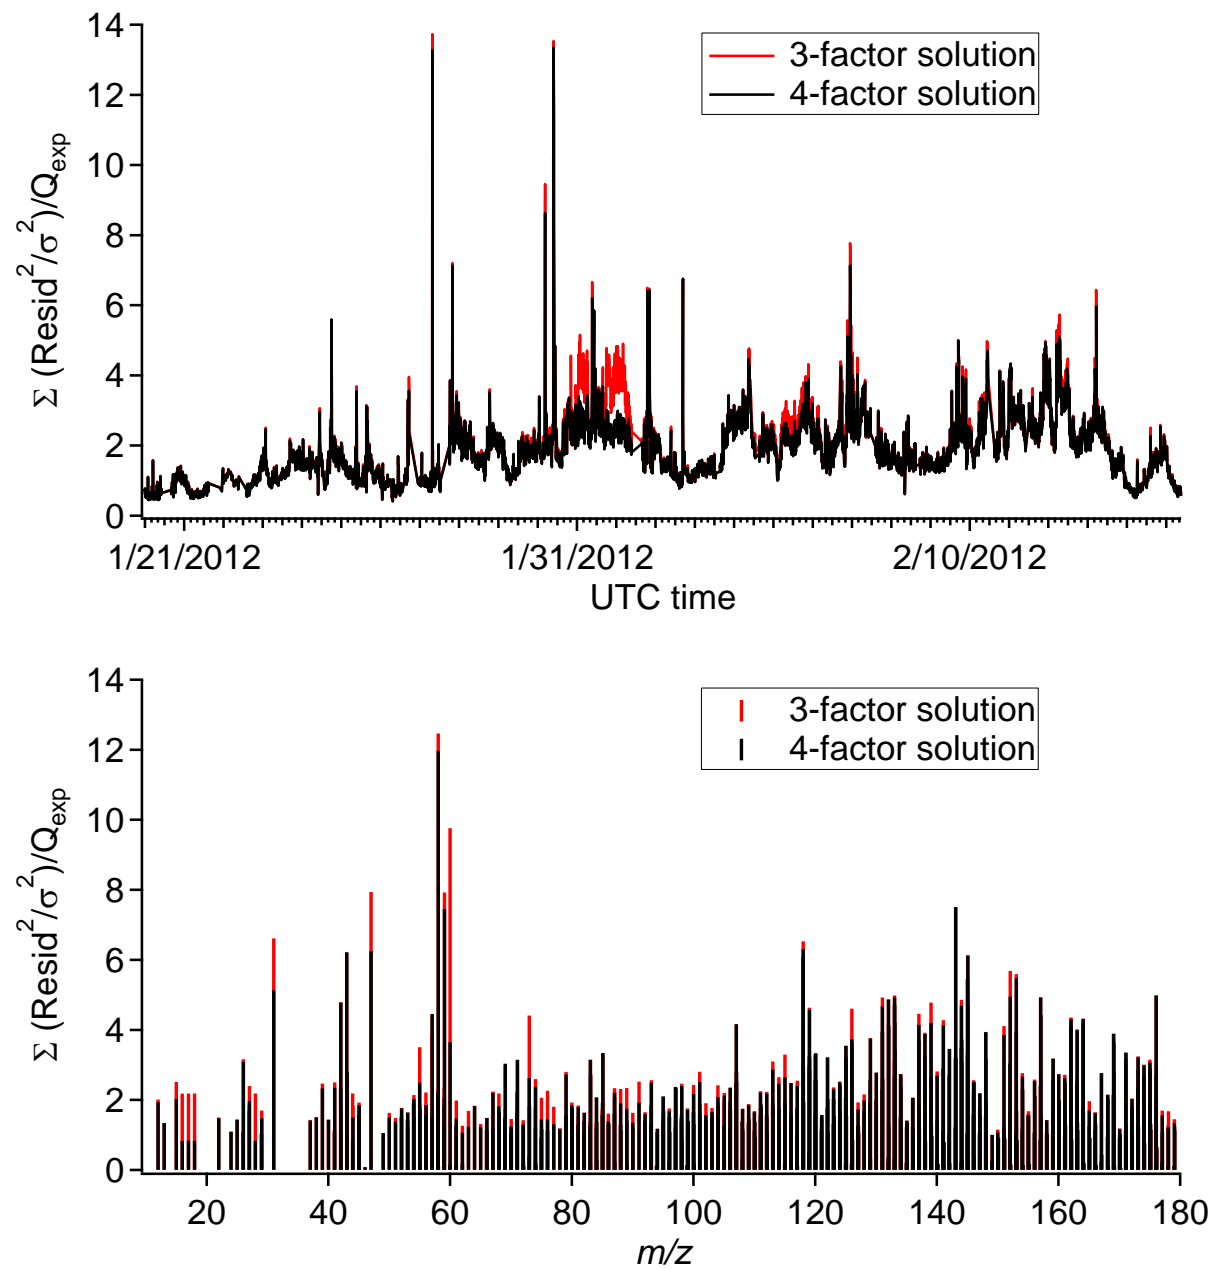 14
12
10
8
6
4
2
0
Σ (Resid²/σ²)/Q_exp
3-factor solution
4-factor solution
1/21/2012 1/31/2012 2/10/2012
UTC time
14
12
10
8
6
4
2
0
Σ (Resid²/σ²)/Q_exp
3-factor solution
4-factor solution
20 40 60 80 100 120 140 160 180
m/z